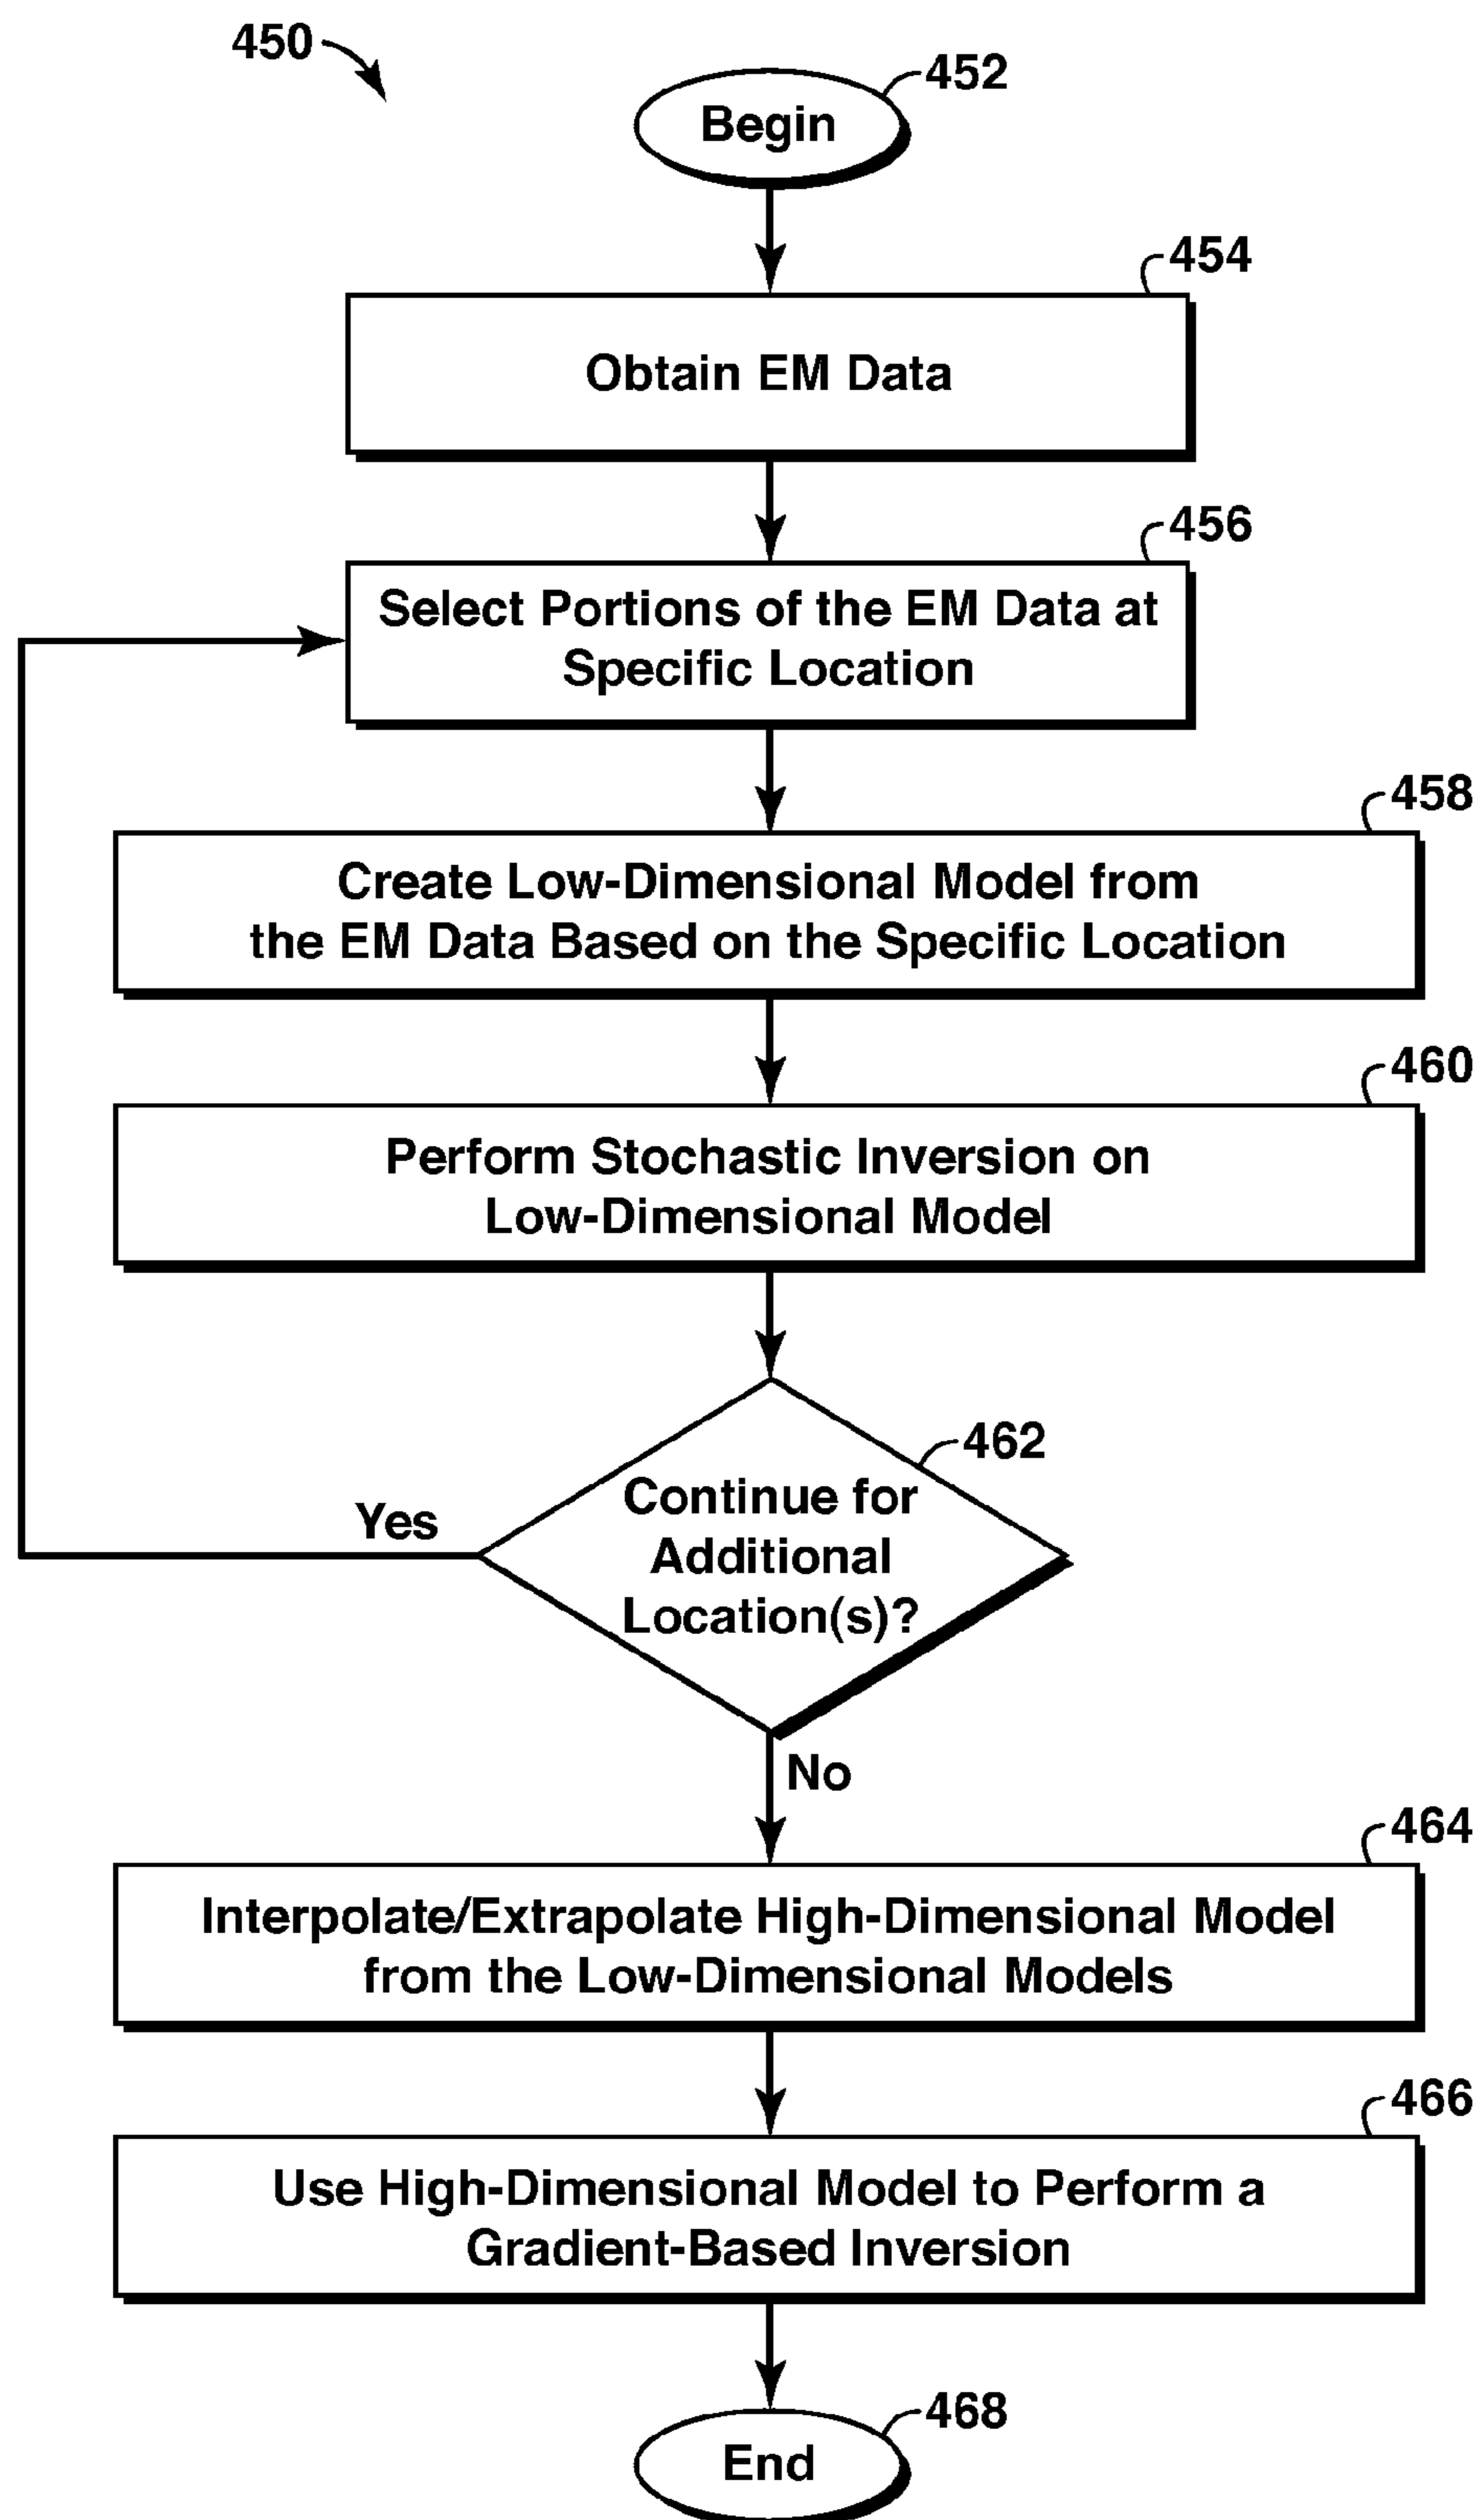 450
452
Begin
454
Obtain EM Data
456
Select Portions of the EM Data at
Specific Location
458
Create Low-Dimensional Model from
the EM Data Based on the Specific Location
460
Perform Stochastic Inversion on
Low-Dimensional Model
462
Continue for
Additional
Location(s)?
Yes
No
464
Interpolate/Extrapolate High-Dimensional Model
from the Low-Dimensional Models
466
Use High-Dimensional Model to Perform a
Gradient-Based Inversion
468
End